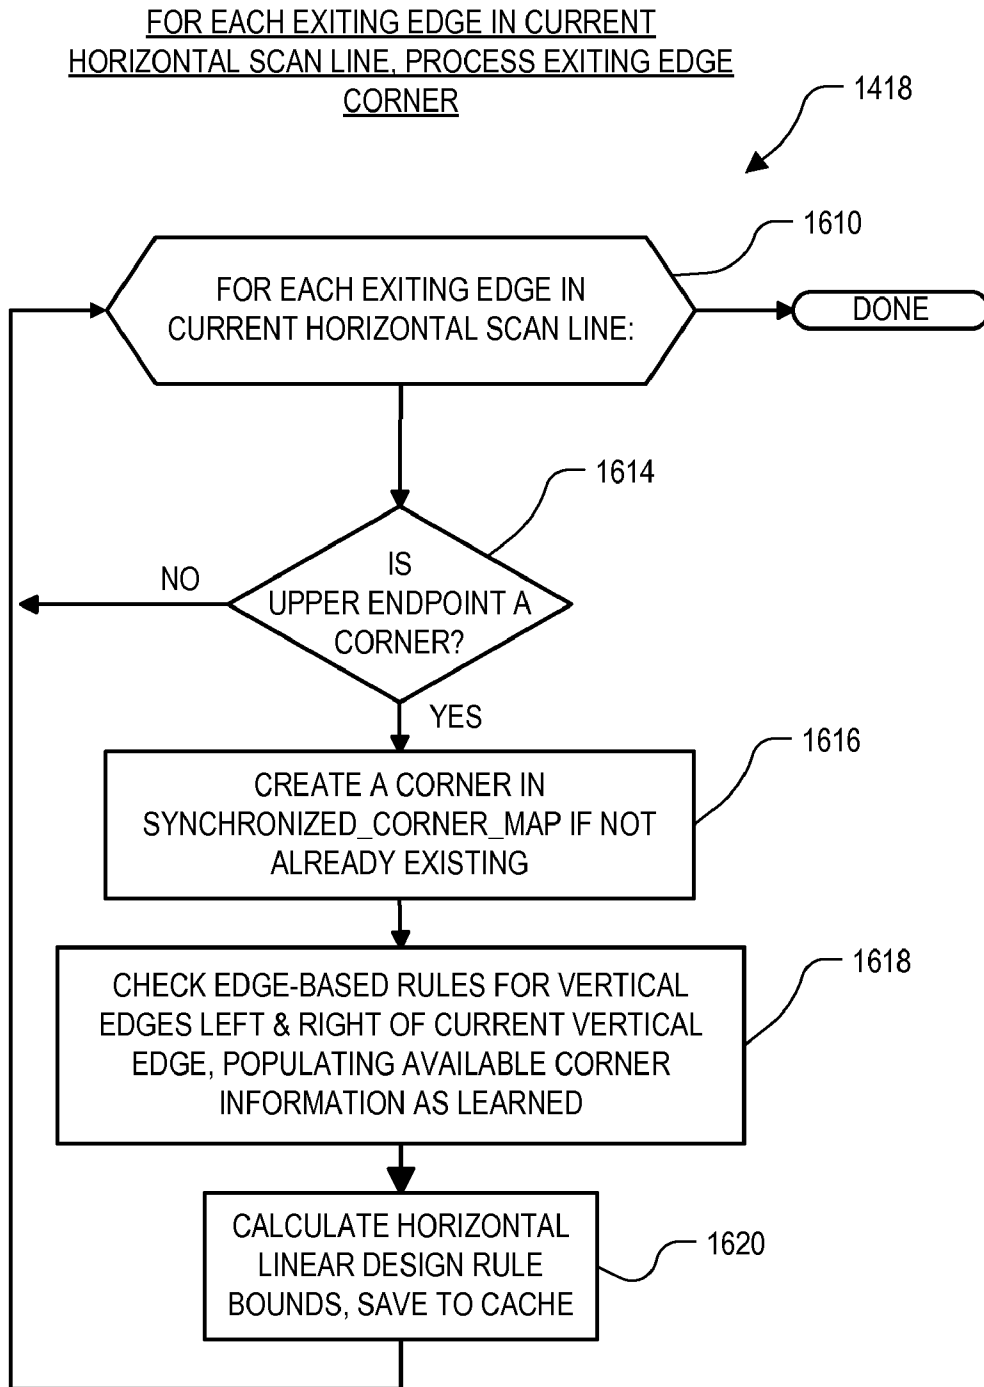 FOR EACH EXITING EDGE IN CURRENT
HORIZONTAL SCAN LINE, PROCESS EXITING EDGE
CORNER
1418
1610
FOR EACH EXITING EDGE IN
CURRENT HORIZONTAL SCAN LINE:
DONE
1614
IS
UPPER ENDPOINT A
CORNER?
NO
YES
1616
CREATE A CORNER IN
SYNCHRONIZED_CORNER_MAP IF NOT
ALREADY EXISTING
1618
CHECK EDGE-BASED RULES FOR VERTICAL
EDGES LEFT & RIGHT OF CURRENT VERTICAL
EDGE, POPULATING AVAILABLE CORNER
INFORMATION AS LEARNED
1620
CALCULATE HORIZONTAL
LINEAR DESIGN RULE
BOUNDS, SAVE TO CACHE